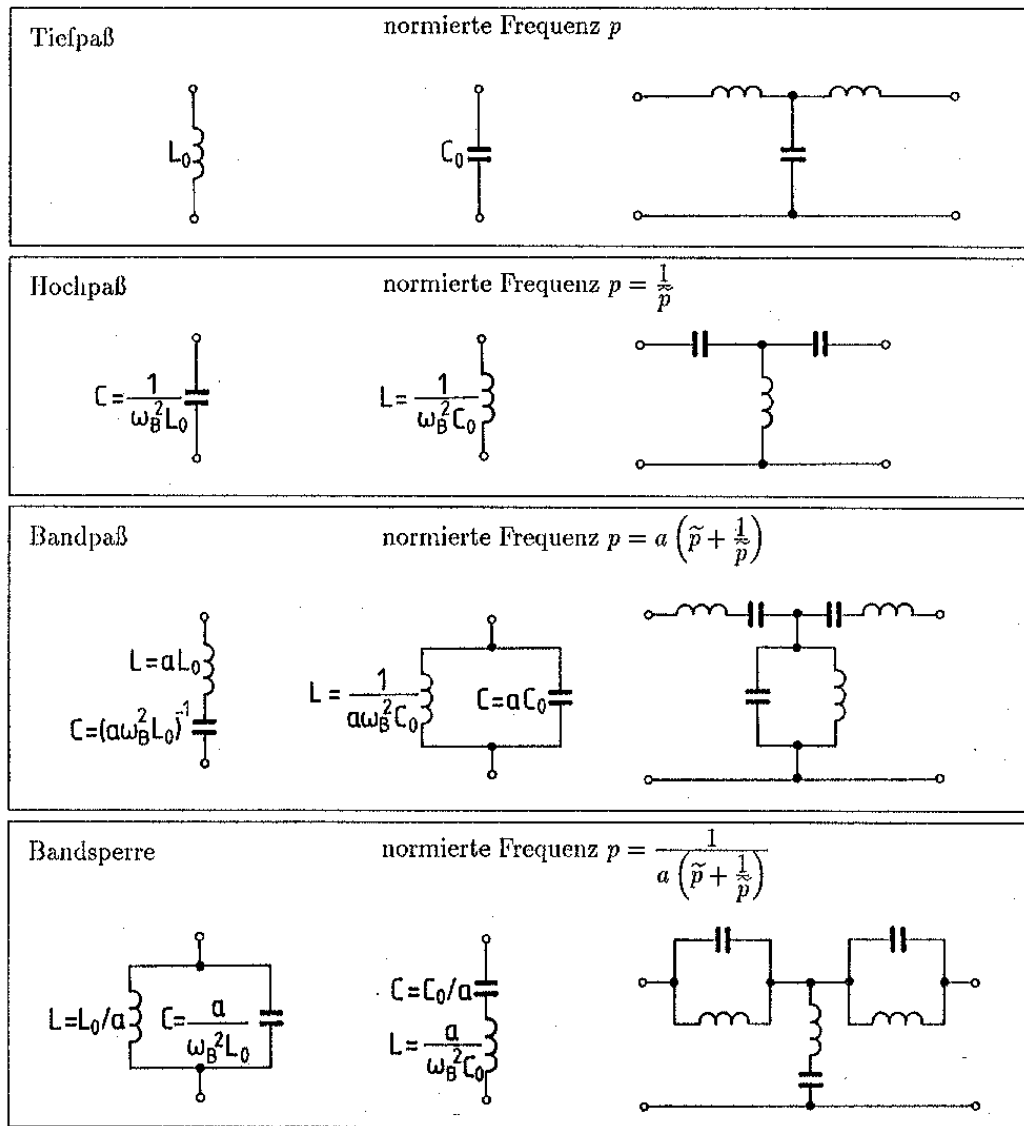 Tiefpaß
normierte Frequenz p
L₀
C₀
Hochpaß
normierte Frequenz p = 1/p̃
C = 1/(ω_B² L₀)
L = 1/(ω_B² C₀)
Bandpaß
normierte Frequenz p = a (p̃ + 1/p̃)
L = aL₀
C = (aω_B² L₀)⁻¹
L = 1/(aω_B² C₀)
C = aC₀
Bandsperre
normierte Frequenz p = 1/(a (p̃ + 1/p̃))
L = L₀/a
C = a/(ω_B² L₀)
C = C₀/a
L = a/(ω_B² C₀)